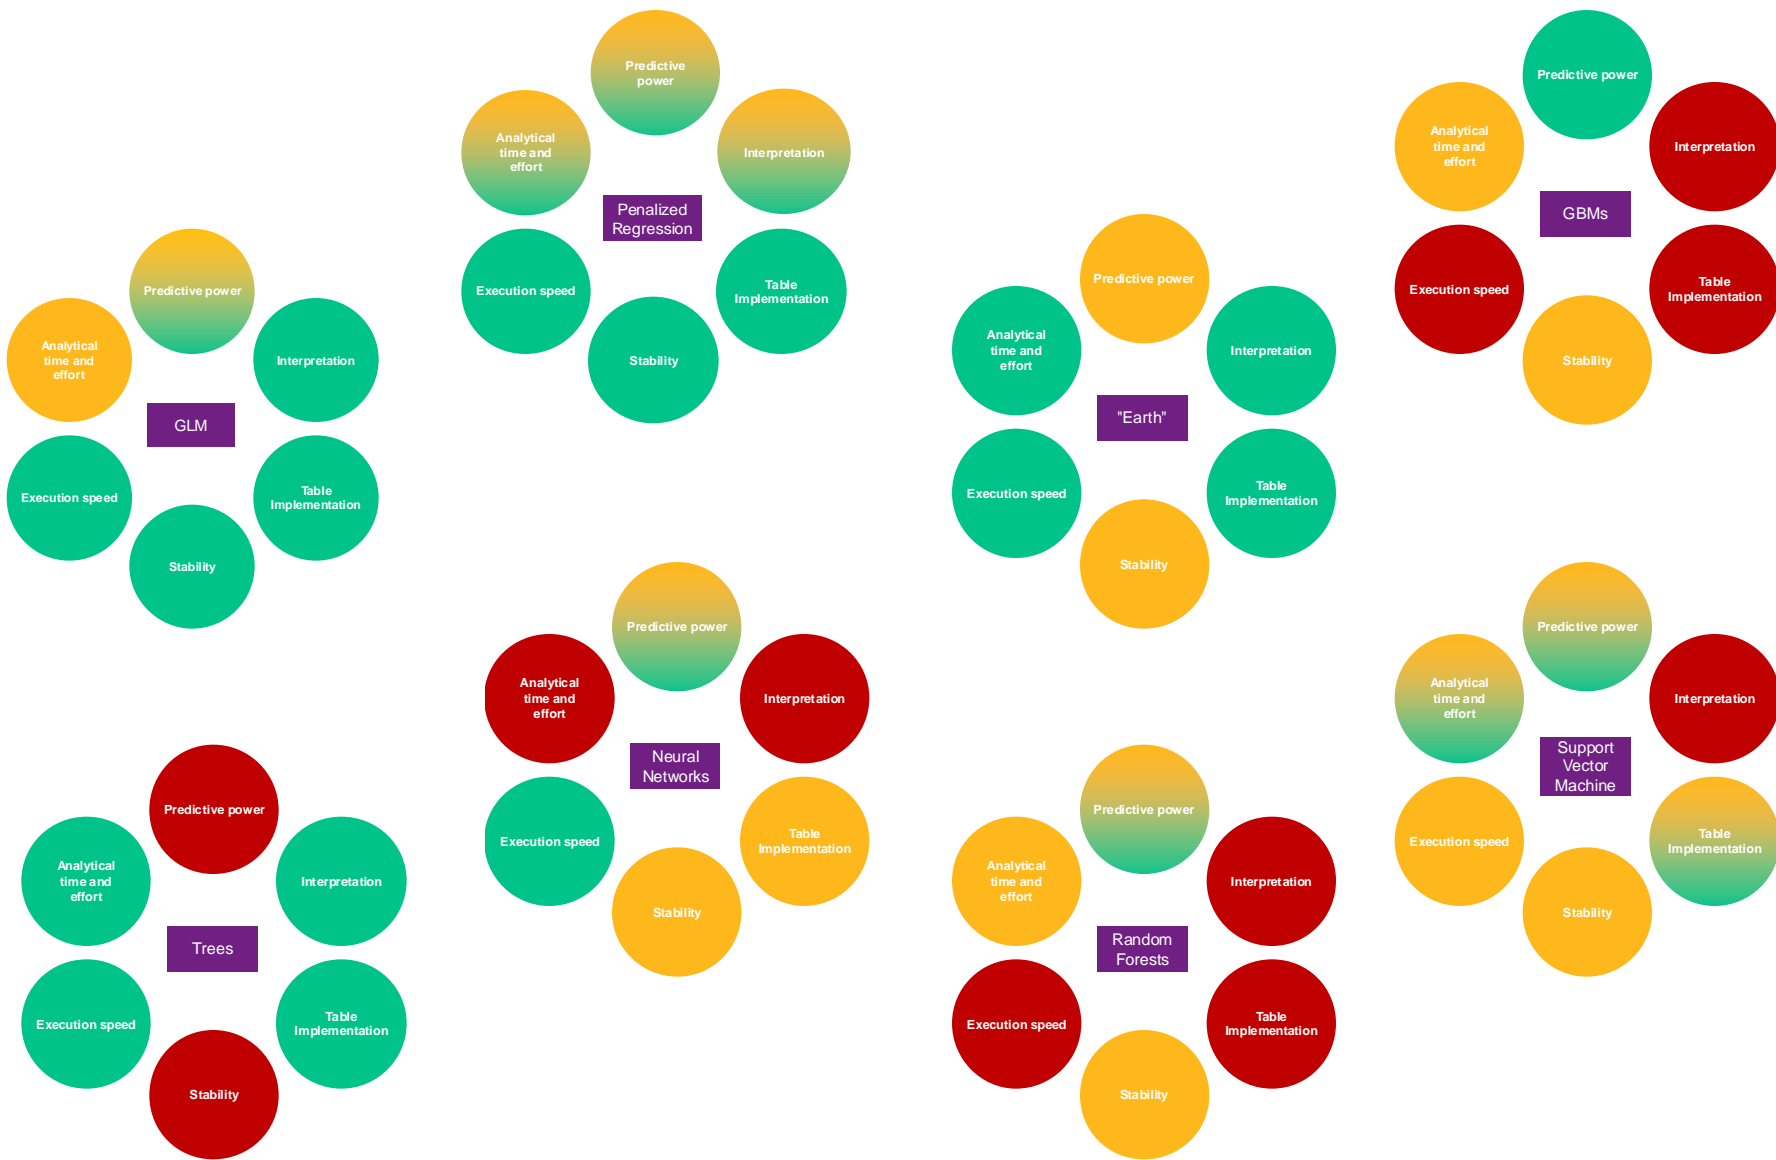 Predictive power
Analytical
time and
effort
Interpretation
GLM
Execution speed
Table
Implementation
Stability
Predictive
power
Analytical
time and
effort
Interpretation
Penalized
Regression
Execution speed
Table
Implementation
Stability
Predictive power
Analytical
time and
effort
Interpretation
"Earth"
Execution speed
Table
Implementation
Stability
Predictive power
Analytical
time and
effort
Interpretation
GBMs
Execution speed
Table
Implementation
Stability
Predictive power
Analytical
time and
effort
Interpretation
Trees
Execution speed
Table
Implementation
Stability
Predictive power
Analytical
time and
effort
Interpretation
Neural
Networks
Execution speed
Table
Implementation
Stability
Predictive power
Analytical
time and
effort
Interpretation
Random
Forests
Execution speed
Table
Implementation
Stability
Predictive power
Analytical
time and
effort
Interpretation
Support
Vector
Machine
Execution speed
Table
Implementation
Stability